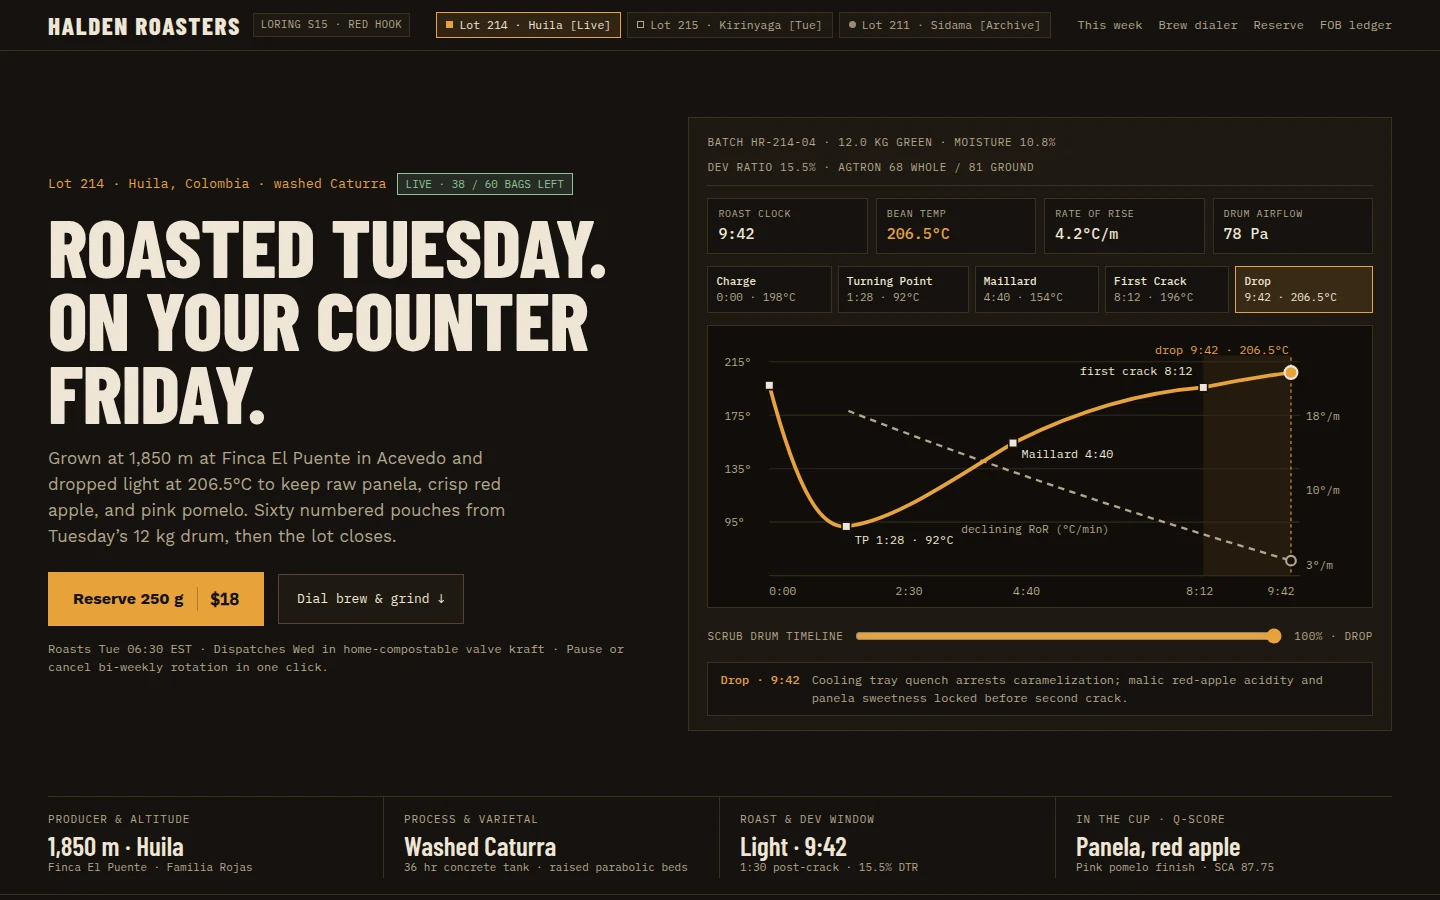 HALDEN ROASTERS
LORING S15 · RED HOOK
Lot 214 · Huila [Live]
Lot 215 · Kirinyaga [Tue]
Lot 211 · Sidama [Archive]
This week
Brew dialer
Reserve
FOB ledger
Lot 214 · Huila, Colombia · washed Caturra
LIVE · 38 / 60 BAGS LEFT
ROASTED TUESDAY.
ON YOUR COUNTER
FRIDAY.
Grown at 1,850 m at Finca El Puente in Acevedo and
dropped light at 206.5°C to keep raw panela, crisp red
apple, and pink pomelo. Sixty numbered pouches from
Tuesday’s 12 kg drum, then the lot closes.
Reserve 250 g
$18
Dial brew & grind ↓
Roasts Tue 06:30 EST · Dispatches Wed in home-compostable valve kraft · Pause or
cancel bi-weekly rotation in one click.
BATCH HR-214-04 · 12.0 KG GREEN · MOISTURE 10.8%
DEV RATIO 15.5% · AGTRON 68 WHOLE / 81 GROUND
ROAST CLOCK
9:42
BEAN TEMP
206.5°C
RATE OF RISE
4.2°C/m
DRUM AIRFLOW
78 Pa
Charge
0:00 · 198°C
Turning Point
1:28 · 92°C
Maillard
4:40 · 154°C
First Crack
8:12 · 196°C
Drop
9:42 · 206.5°C
drop 9:42 · 206.5°C
215°
first crack 8:12
175°
18°/m
Maillard 4:40
135°
10°/m
95°
declining RoR (°C/min)
TP 1:28 · 92°C
3°/m
0:00
2:30
4:40
8:12
9:42
SCRUB DRUM TIMELINE
100% · DROP
Drop · 9:42
Cooling tray quench arrests caramelization; malic red-apple acidity and
panela sweetness locked before second crack.
PRODUCER & ALTITUDE
1,850 m · Huila
Finca El Puente · Familia Rojas
PROCESS & VARIETAL
Washed Caturra
36 hr concrete tank · raised parabolic beds
ROAST & DEV WINDOW
Light · 9:42
1:30 post-crack · 15.5% DTR
IN THE CUP · Q-SCORE
Panela, red apple
Pink pomelo finish · SCA 87.75